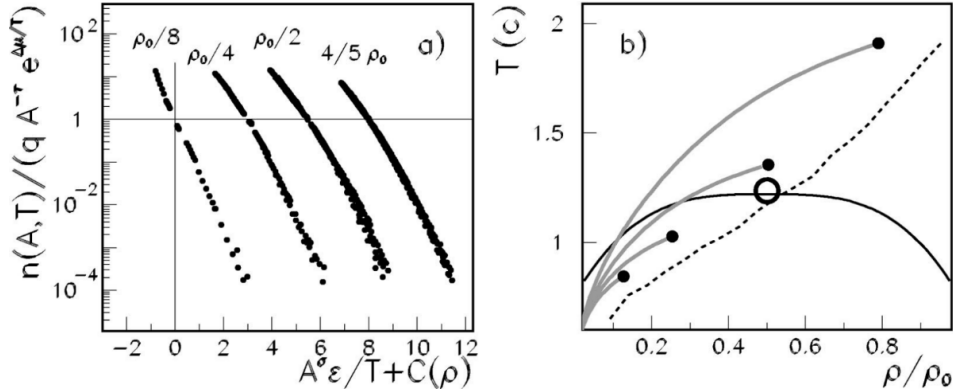 n(A,T)/(q A⁻ᵀ e^Δμ/T)
10²
1
10⁻²
10⁻⁴
ρ₀/8
ρ₀/4
ρ₀/2
4/5 ρ₀
a)
−2 0 2 4 6 8 10 12
A^σ ε/T+C(ρ)
T (c)
2
1.5
1
b)
0.2 0.4 0.6 0.8
ρ/ρ₀